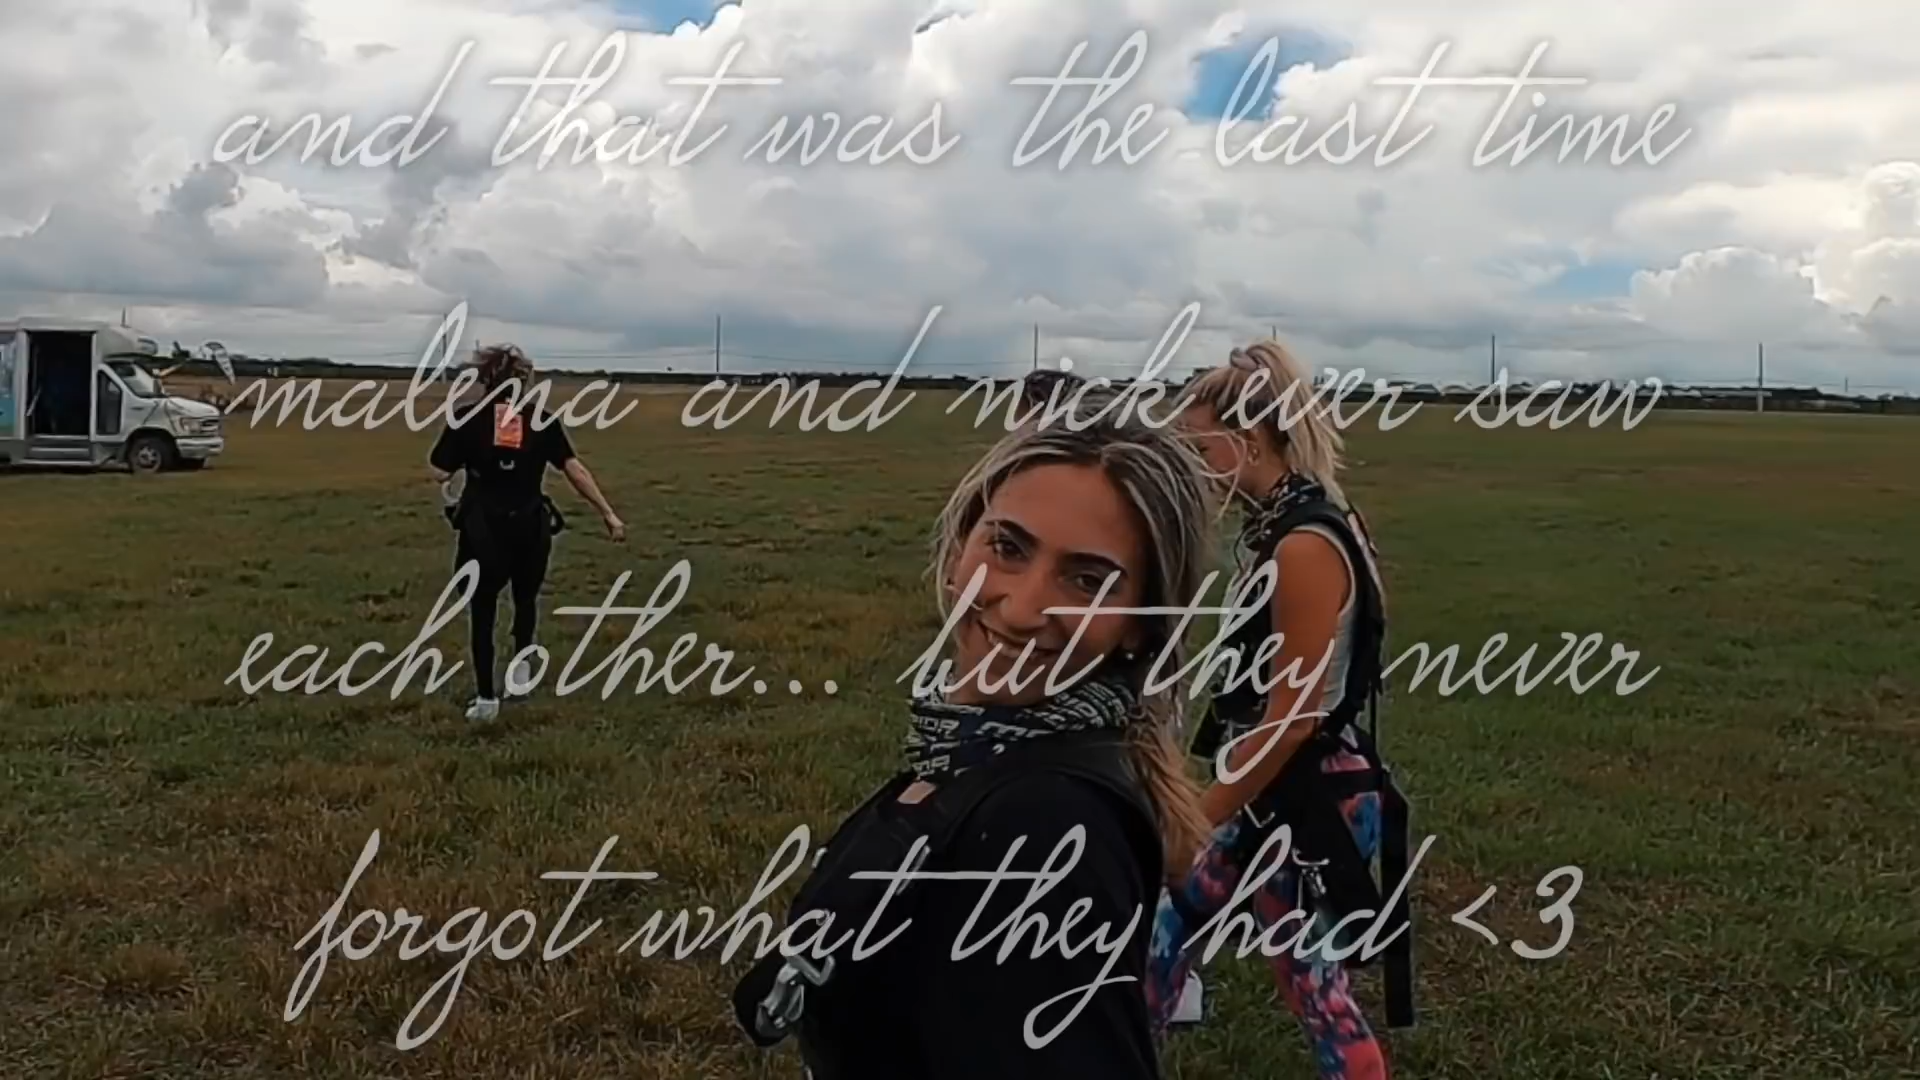 and that was the last time
malena and nick ever saw
each other... but they never
forgot what they had <3